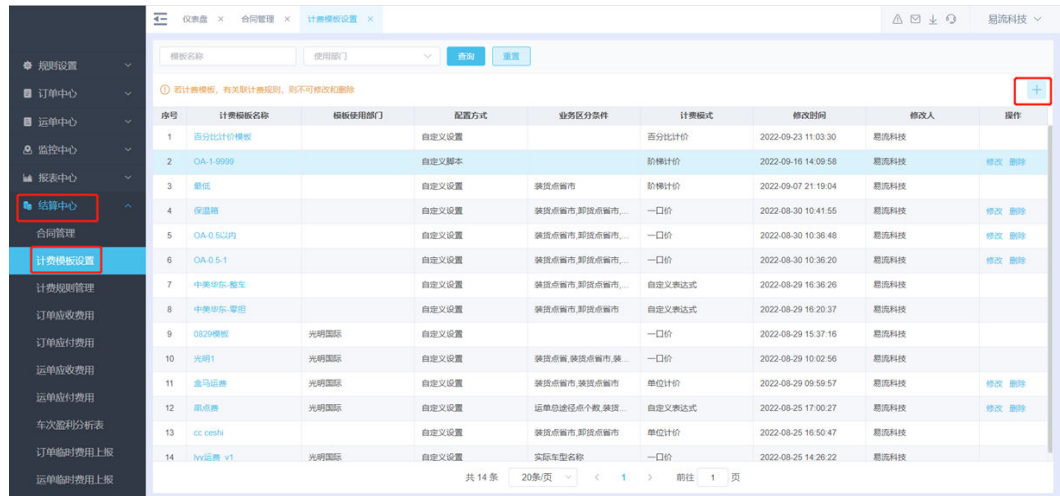 仪表盘 × 合同管理 × 计费模板设置 × 易流科技
规则设置
订单中心
运单中心
监控中心
报表中心
结算中心
合同管理
计费模板设置
计费规则管理
订单应收费用
订单应付费用
运单应收费用
运单应付费用
车次盈利分析表
订单临时费用上报
运单临时费用上报
模板名称 使用部门 查询 重置
若计费模板，有关联计费规则，则不可修改和删除
序号 计费模板名称 模板使用部门 配置方式 业务区分条件 计费模式 修改时间 修改人 操作
1 百分比计价模板 自定义设置 百分比计价 2022-09-23 11:03:30 易流科技
2 OA-1-9999 自定义脚本 阶梯计价 2022-09-16 14:09:58 易流科技 修改 删除
3 最低 自定义设置 装货点省市 阶梯计价 2022-09-07 21:19:04 易流科技
4 保温箱 自定义设置 装货点省市,卸货点省市,... 一口价 2022-08-30 10:41:55 易流科技 修改 删除
5 OA-0.5以内 自定义设置 装货点省市,卸货点省市,... 一口价 2022-08-30 10:36:48 易流科技 修改 删除
6 OA-0.5-1 自定义设置 装货点省市,卸货点省市,... 一口价 2022-08-30 10:36:20 易流科技 修改 删除
7 中美华东-整车 自定义设置 装货点省市,卸货点省市 自定义表达式 2022-08-29 16:36:26 易流科技
8 中美华东-零担 自定义设置 装货点省市,卸货点省市 自定义表达式 2022-08-29 16:20:37 易流科技
9 0829模板 光明国际 自定义设置 一口价 2022-08-29 15:37:16 易流科技
10 光明1 光明国际 自定义设置 装货点省,装货点省市,装... 一口价 2022-08-29 10:02:56 易流科技
11 盒马运费 光明国际 自定义设置 装货点省市,装货点省市 单位计价 2022-08-29 09:59:57 易流科技 修改 删除
12 串点费 光明国际 自定义设置 运单总途径点个数,装货... 自定义表达式 2022-08-25 17:00:27 易流科技 修改 删除
13 cc ceshi 自定义设置 装货点省市,卸货点省市 单位计价 2022-08-25 16:50:47 易流科技
14 lyy运费_v1 光明国际 自定义设置 实际车型名称 一口价 2022-08-25 14:26:22 易流科技
共 14 条 20条/页 < 1 > 前往 1 页